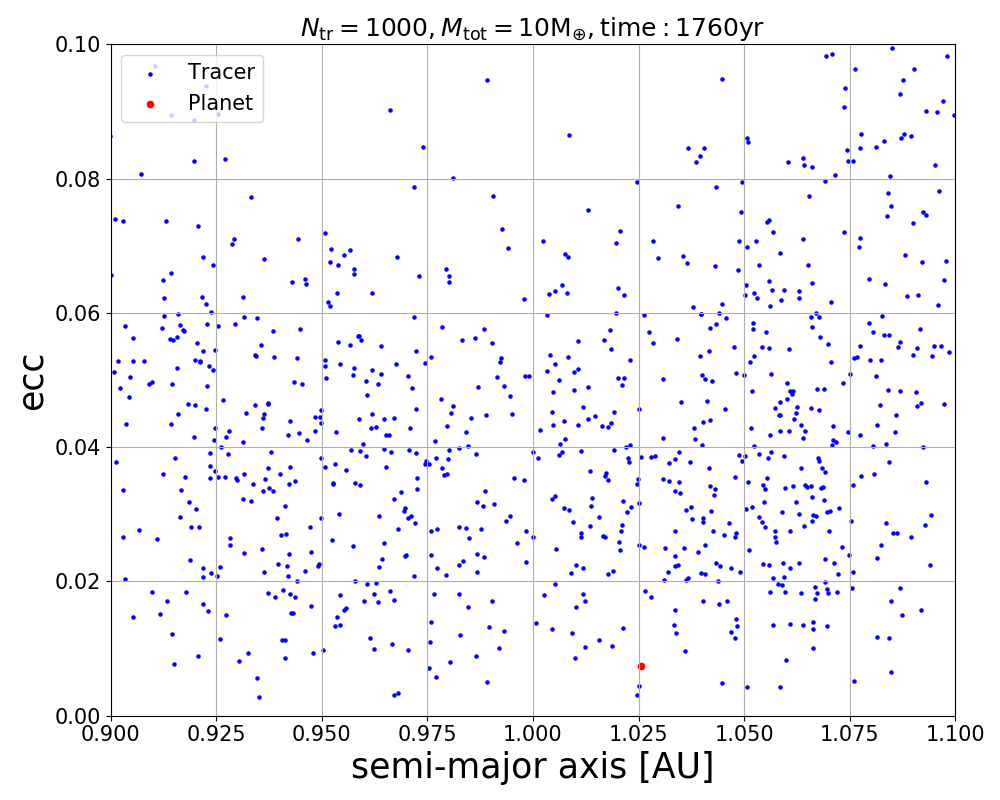 N_tr = 1000, M_tot = 10M_⊕, time : 1760yr
0.10
Tracer
Planet
0.08
0.06
ecc
0.04
0.02
0.00
0.900 0.925 0.950 0.975 1.000 1.025 1.050 1.075 1.100
semi-major axis [AU]